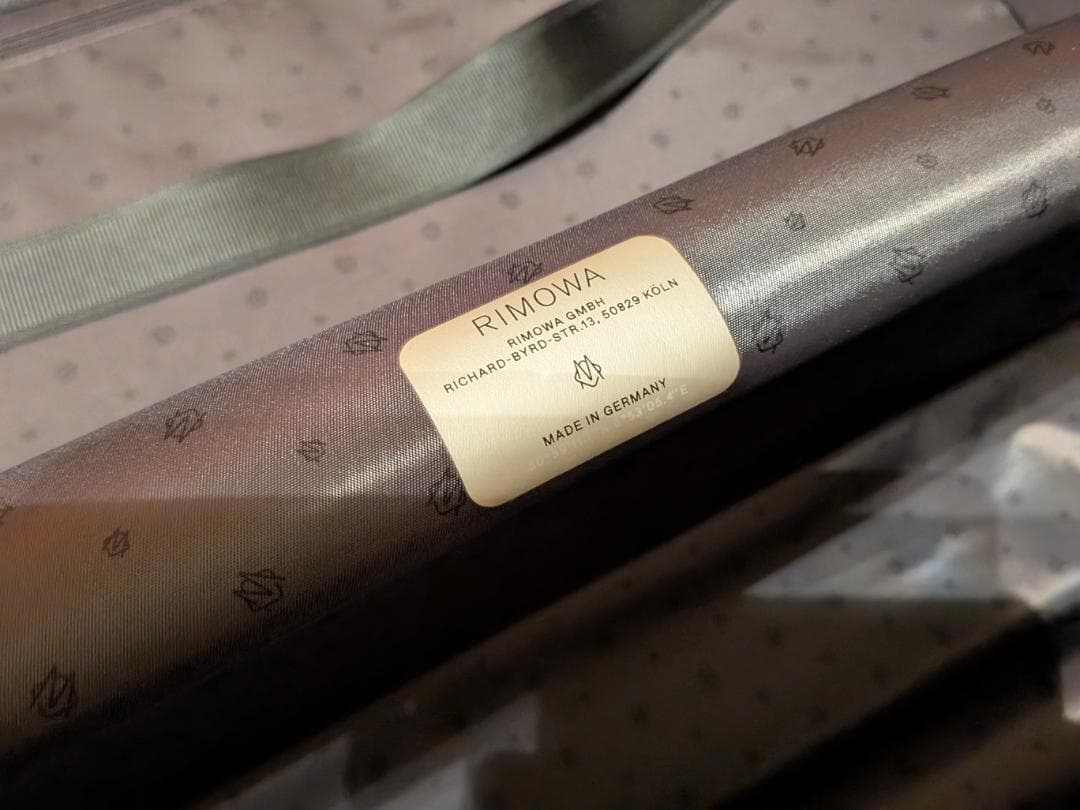 RIMOWA
RIMOWA GMBH
RICHARD-BYRD-STR.13, 50829 KÖLN
MADE IN GERMANY